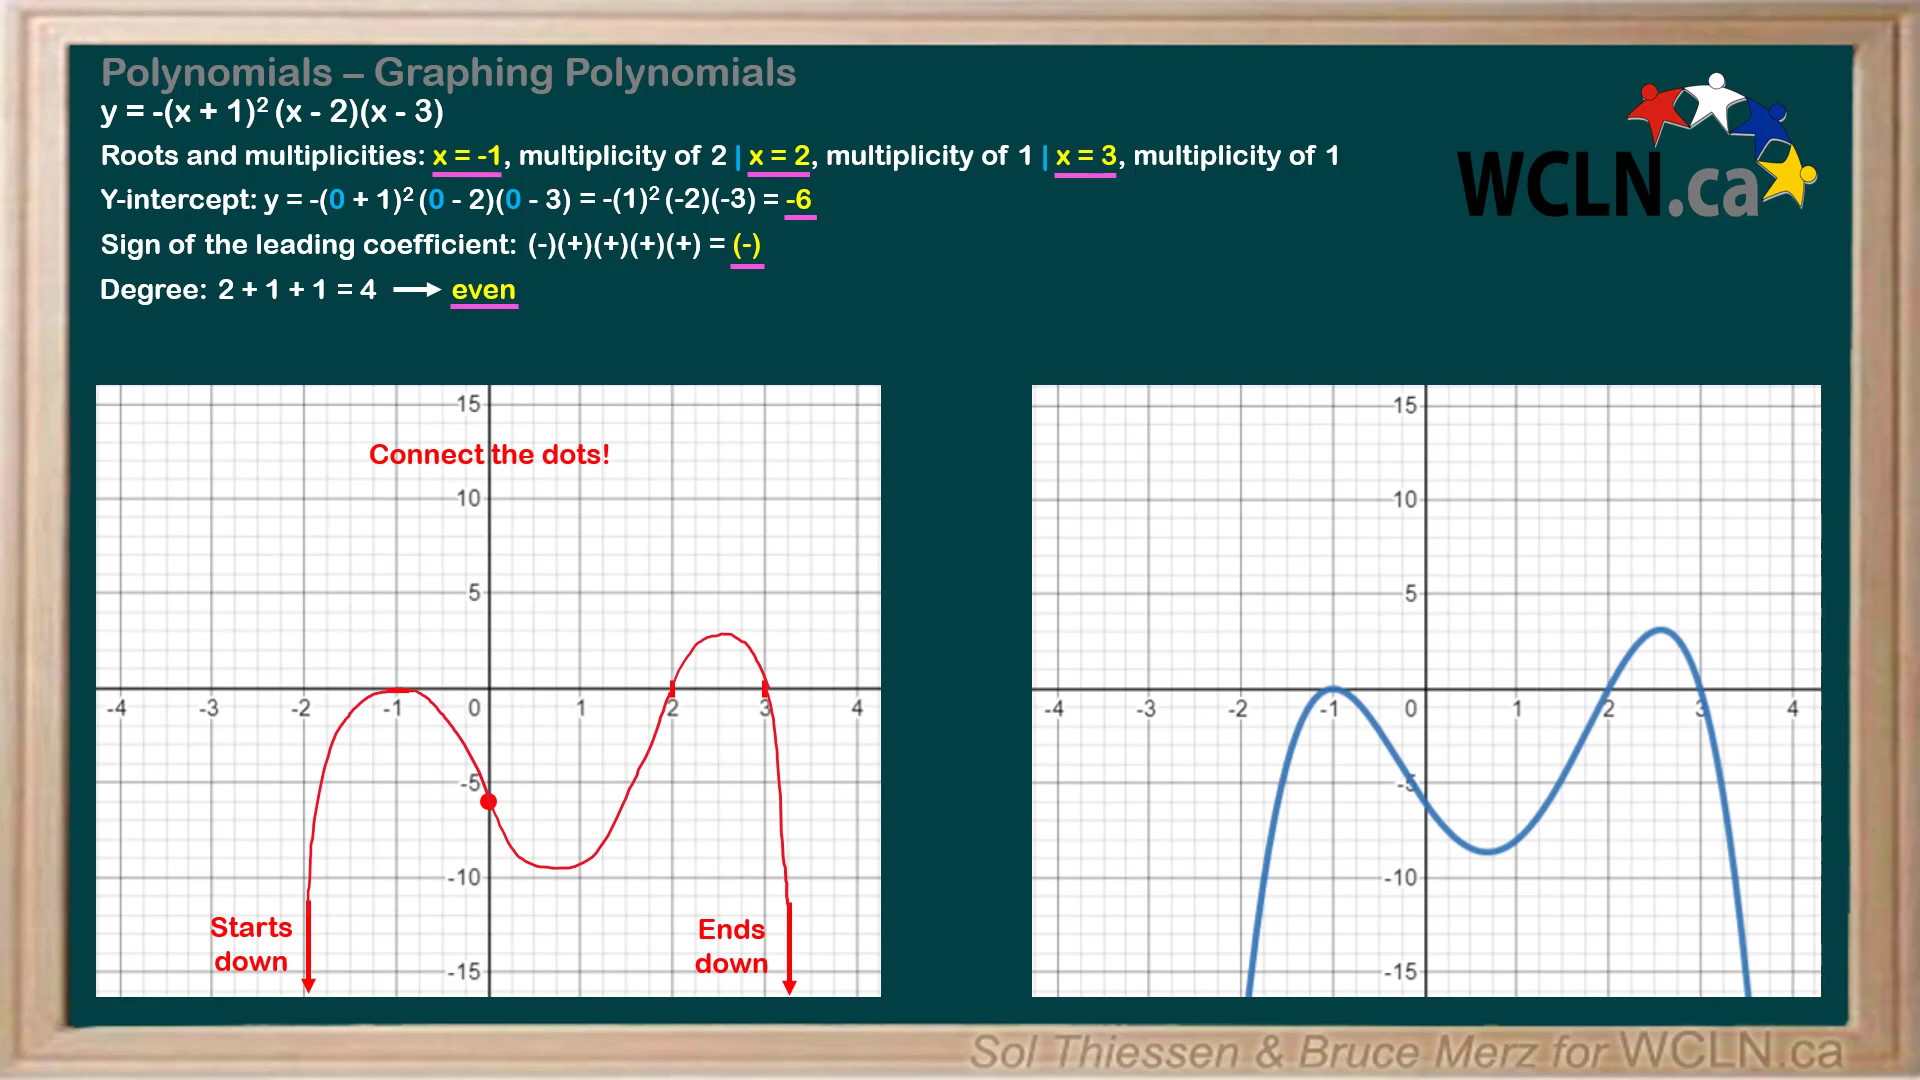 Polynomials – Graphing Polynomials
y = -(x + 1)² (x - 2)(x - 3)
Roots and multiplicities: x = -1, multiplicity of 2 | x = 2, multiplicity of 1 | x = 3, multiplicity of 1
Y-intercept: y = -(0 + 1)² (0 - 2)(0 - 3) = -(1)² (-2)(-3) = -6
Sign of the leading coefficient: (-)(+)(+)(+)(+) = (-)
Degree: 2 + 1 + 1 = 4 → even
WCLN.ca
15
Connect the dots!
10
5
-4 -3 -2 -1 0 1 2 3 4
-5
-10
Starts down
Ends down
-15
15
10
5
-4 -3 -2 -1 0 1 2 3 4
-5
-10
-15
Sol Thiessen & Bruce Merz for WCLN.ca